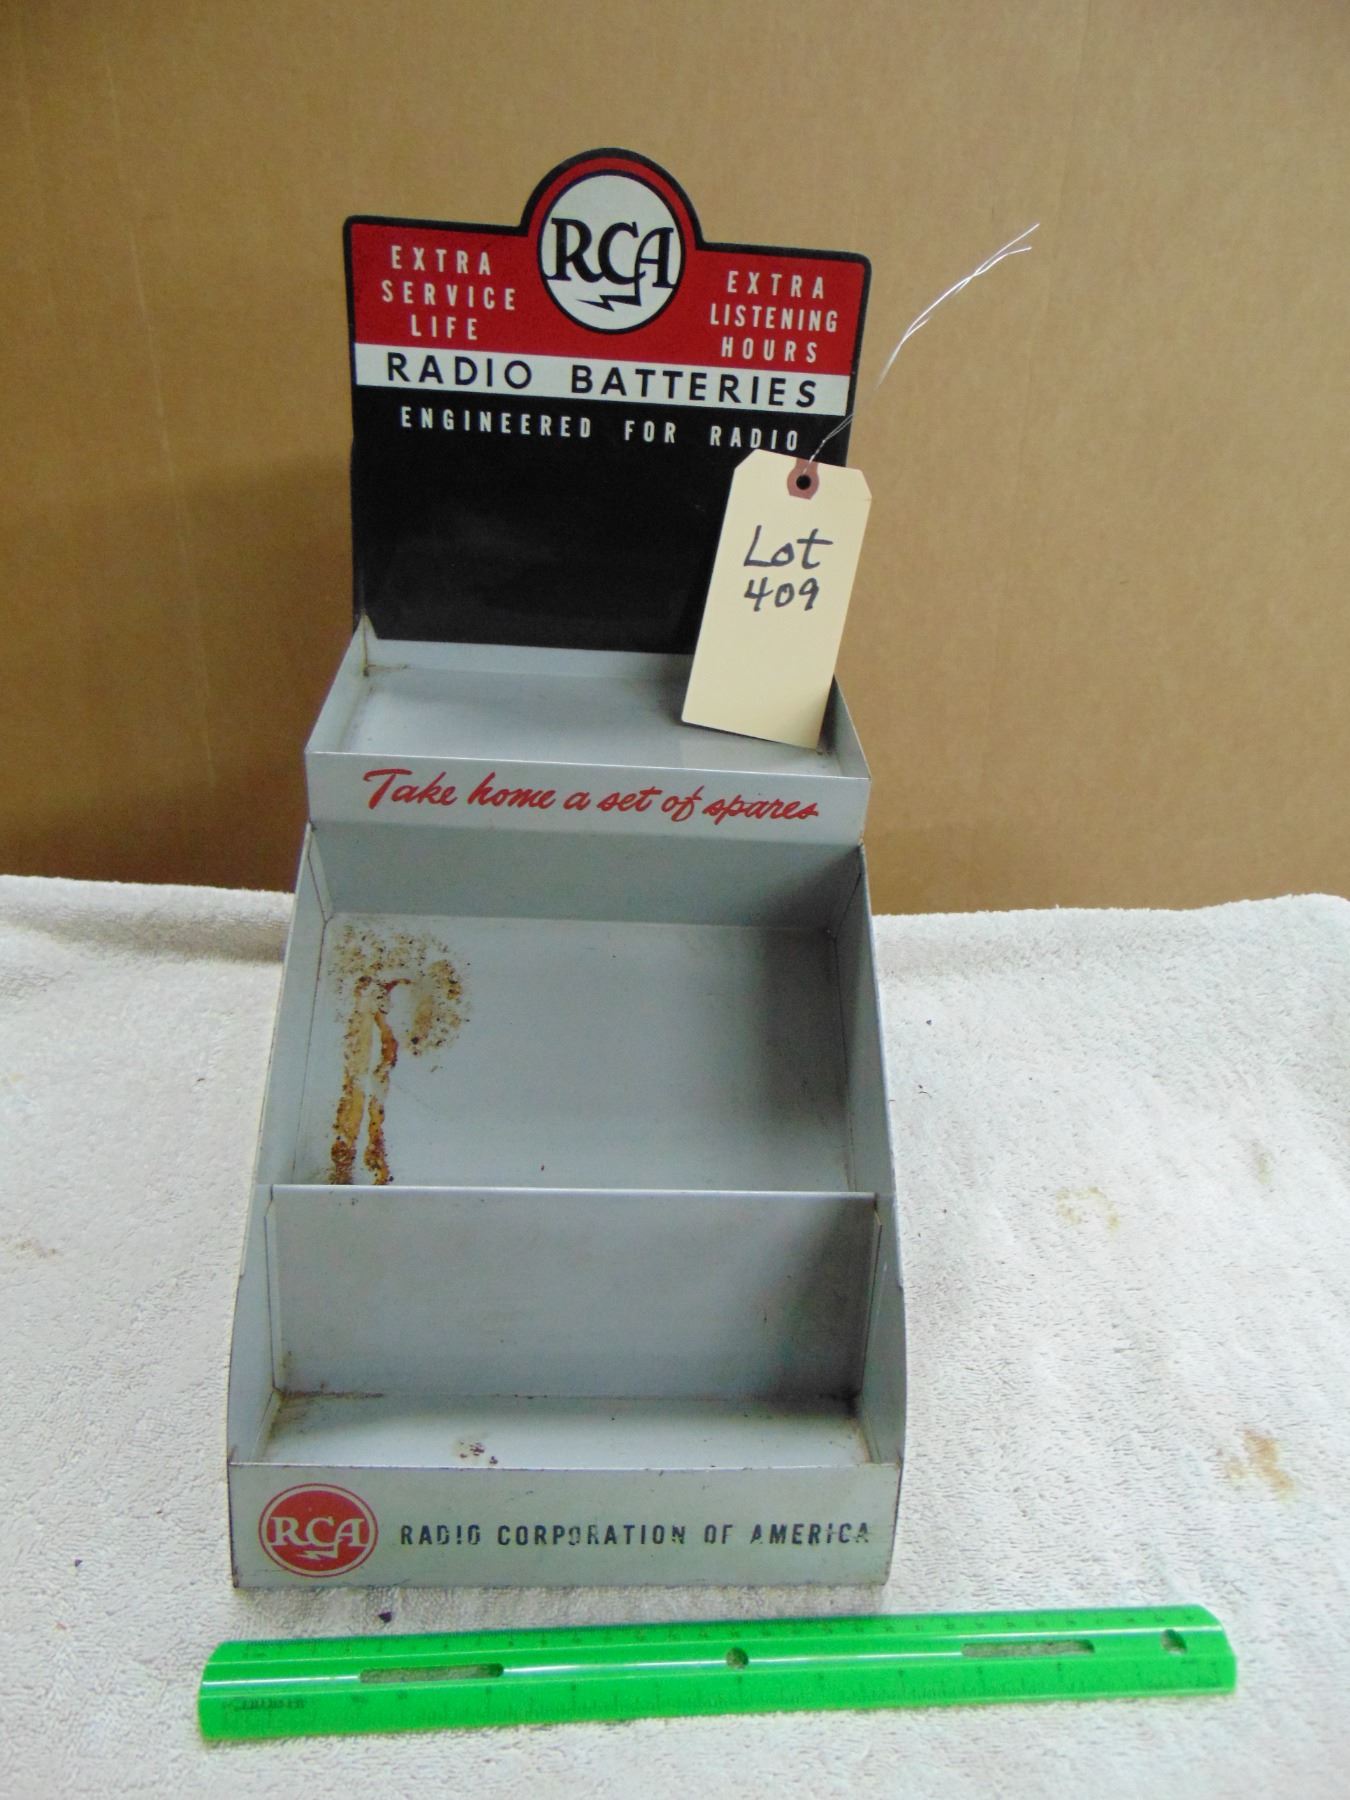 RCA
EXTRA
SERVICE
LIFE
EXTRA
LISTENING
HOURS
RADIO BATTERIES
ENGINEERED FOR RADIO
Lot
409
Take home a set of spares
RCA
RADIO CORPORATION OF AMERICA